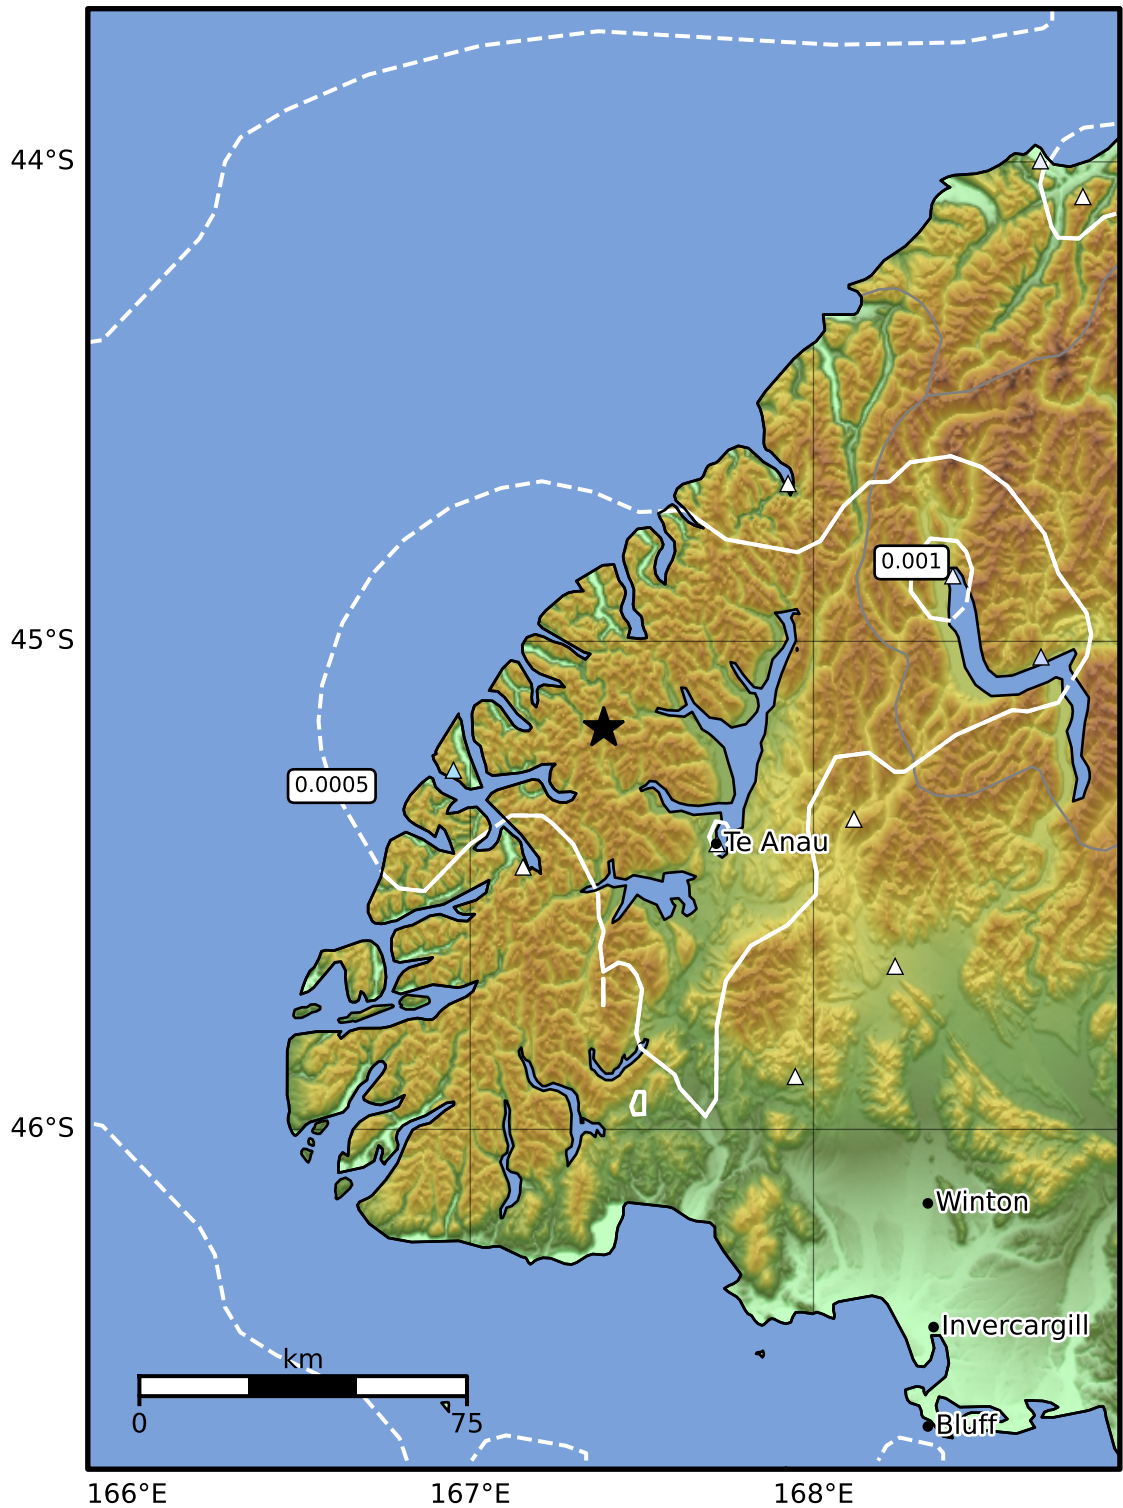 44°S
0.001
45°S
0.0005
Te Anau
46°S
Winton
Invercargill
km
0 75
Bluff
166°E 167°E 168°E